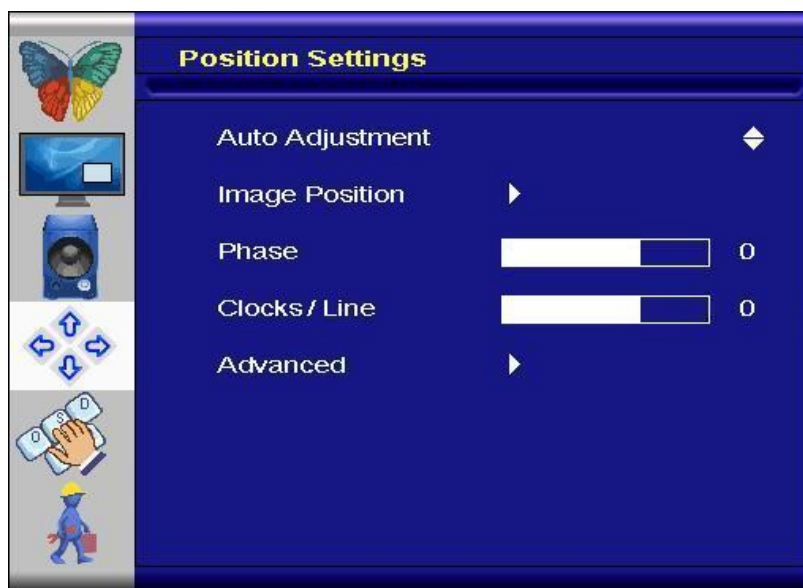 Position Settings
Auto Adjustment
Image Position
Phase 0
Clocks / Line 0
Advanced
O S D